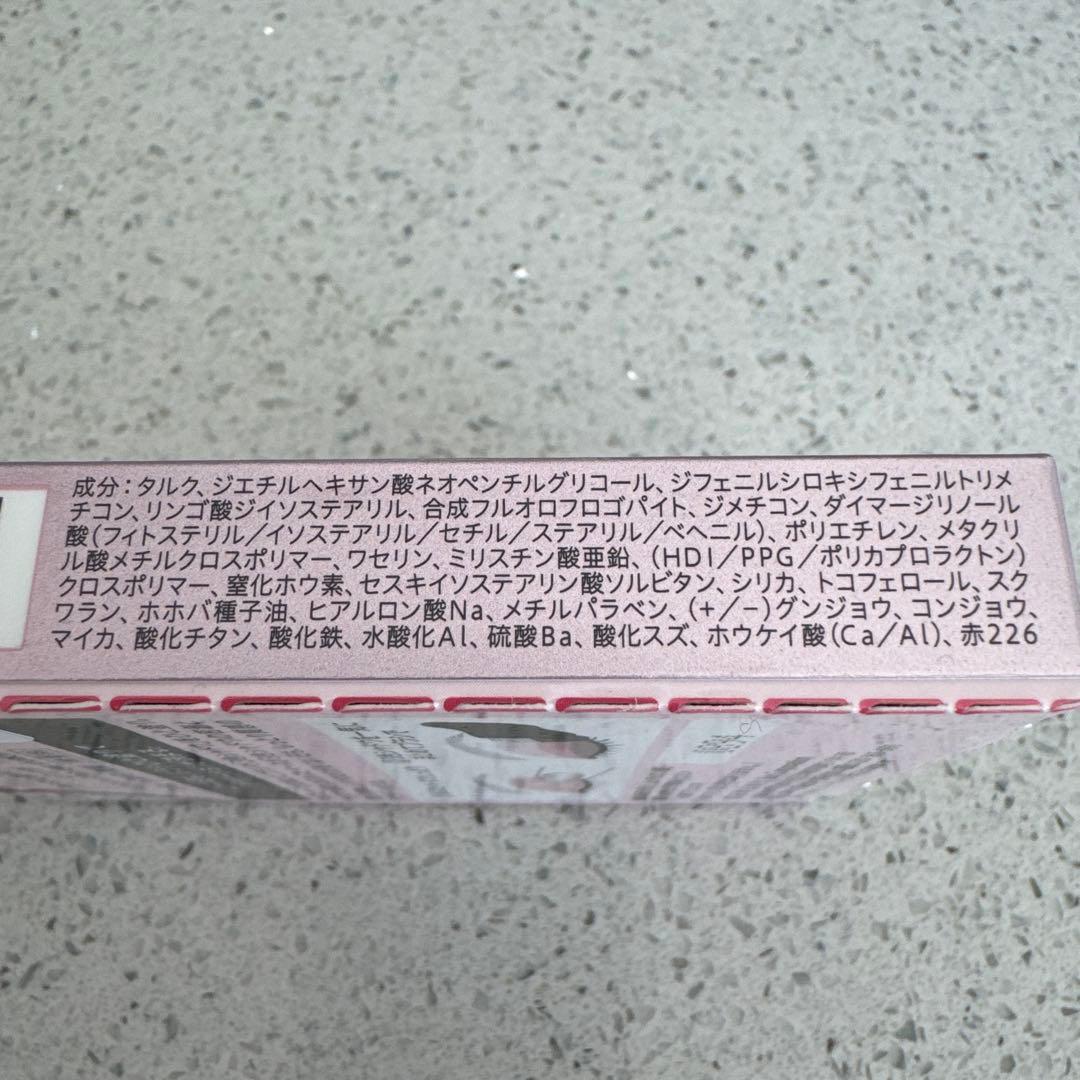 成分：タルク、ジエチルヘキサン酸ネオペンチルグリコール、ジフェニルシロキシフェニルトリメ
チコン、リンゴ酸ジイソステアリル、合成フルオロフロゴパイト、ジメチコン、ダイマージリノール
酸(フィトステリル／イソステアリル／セチル／ステアリル／ベヘニル)、ポリエチレン、メタクリ
ル酸メチルクロスポリマー、ワセリン、ミリスチン酸亜鉛、(HDI／PPG／ポリカプロラクトン)
クロスポリマー、窒化ホウ素、セスキイソステアリン酸ソルビタン、シリカ、トコフェロール、スク
ワラン、ホホバ種子油、ヒアルロン酸Na、メチルパラベン、(+／−)グンジョウ、コンジョウ、
マイカ、酸化チタン、酸化鉄、水酸化Al、硫酸Ba、酸化スズ、ホウケイ酸(Ca／Al)、赤226